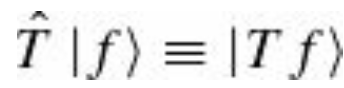 T̂ |f⟩ ≡ |T f⟩